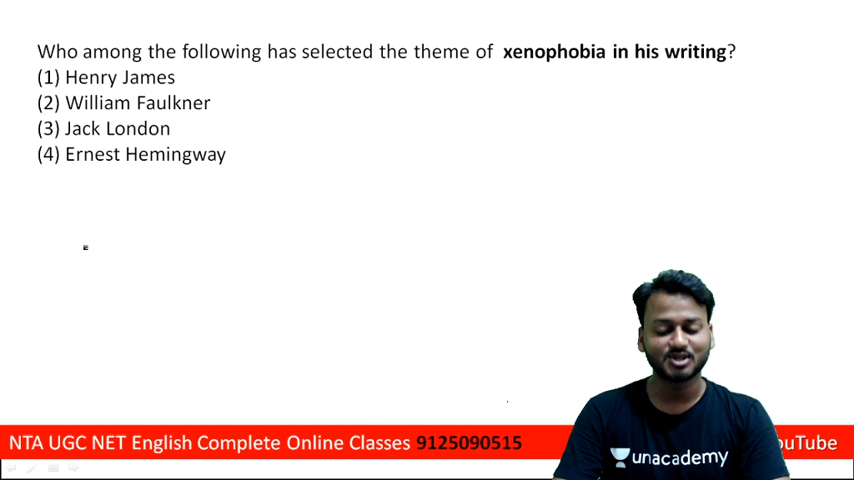 Who among the following has selected the theme of xenophobia in his writing?
(1) Henry James
(2) William Faulkner
(3) Jack London
(4) Ernest Hemingway
NTA UGC NET English Complete Online Classes 9125090515
ouTube
unacademy